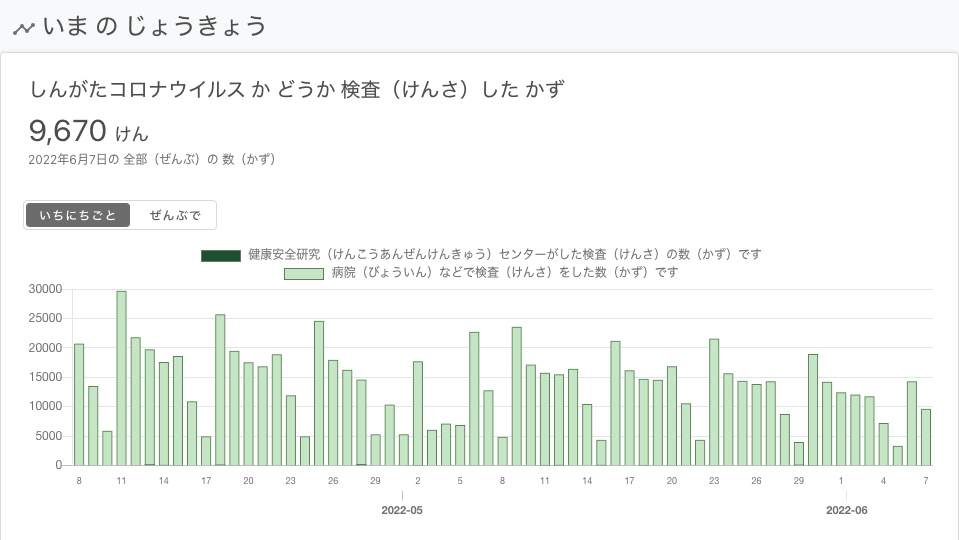 いま の じょうきょう
しんがたコロナウイルス か どうか 検査（けんさ）した かず
9,670 けん
2022年6月7日の 全部（ぜんぶ）の 数（かず）
いちにちごと ぜんぶで
健康安全研究（けんこうあんぜんけんきゅう）センターがした検査（けんさ）の数（かず）です
病院（びょういん）などで検査（けんさ）をした数（かず）です
30000
25000
20000
15000
10000
5000
0
8 11 14 17 20 23 26 29 2 5 8 11 14 17 20 23 26 29 1 4 7
2022-05 2022-06